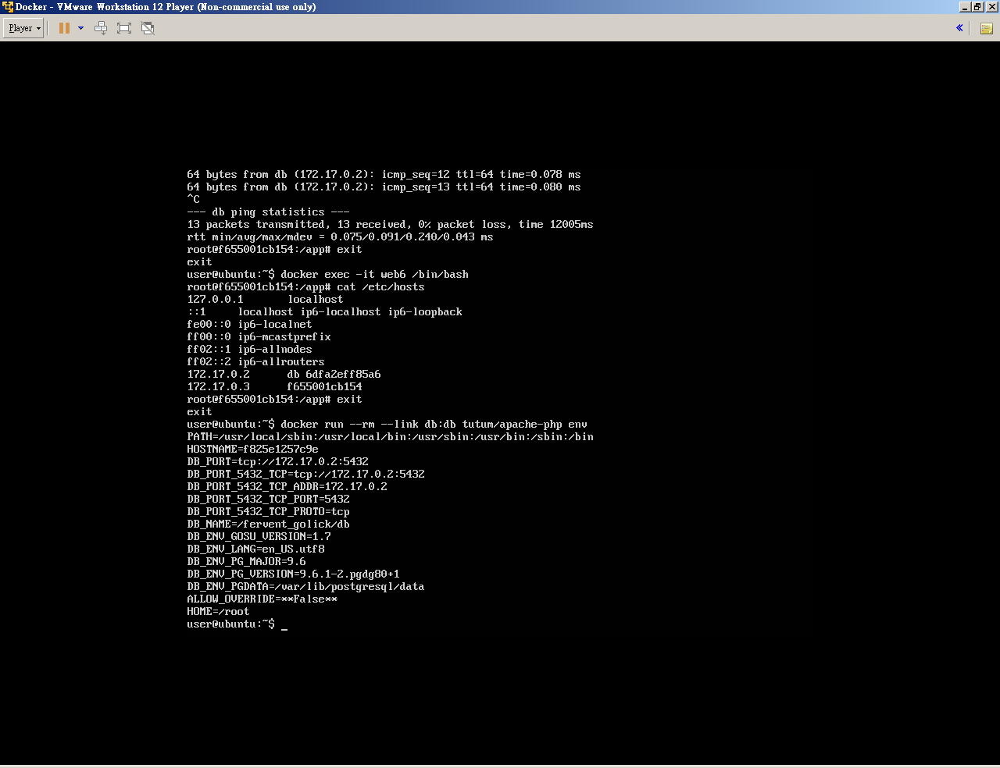 Docker - VMware Workstation 12 Player (Non-commercial use only)
Player
64 bytes from db (172.17.0.2): icmp_seq=12 ttl=64 time=0.078 ms
64 bytes from db (172.17.0.2): icmp_seq=13 ttl=64 time=0.080 ms
^C
--- db ping statistics ---
13 packets transmitted, 13 received, 0% packet loss, time 12005ms
rtt min/avg/max/mdev = 0.075/0.091/0.240/0.043 ms
root@f655001cb154:/app# exit
exit
user@ubuntu:~$ docker exec -it web6 /bin/bash
root@f655001cb154:/app# cat /etc/hosts
127.0.0.1       localhost
::1     localhost ip6-localhost ip6-loopback
fe00::0 ip6-localnet
ff00::0 ip6-mcastprefix
ff02::1 ip6-allnodes
ff02::2 ip6-allrouters
172.17.0.2      db 6dfa2eff85a6
172.17.0.3      f655001cb154
root@f655001cb154:/app# exit
exit
user@ubuntu:~$ docker run --rm --link db:db tutum/apache-php env
PATH=/usr/local/sbin:/usr/local/bin:/usr/sbin:/usr/bin:/sbin:/bin
HOSTNAME=f825e1257c9e
DB_PORT=tcp://172.17.0.2:5432
DB_PORT_5432_TCP=tcp://172.17.0.2:5432
DB_PORT_5432_TCP_ADDR=172.17.0.2
DB_PORT_5432_TCP_PORT=5432
DB_PORT_5432_TCP_PROTO=tcp
DB_NAME=/fervent_golick/db
DB_ENV_GOSU_VERSION=1.7
DB_ENV_LANG=en_US.utf8
DB_ENV_PG_MAJOR=9.6
DB_ENV_PG_VERSION=9.6.1-2.pgdg80+1
DB_ENV_PGDATA=/var/lib/postgresql/data
ALLOW_OVERRIDE=**False**
HOME=/root
user@ubuntu:~$ _